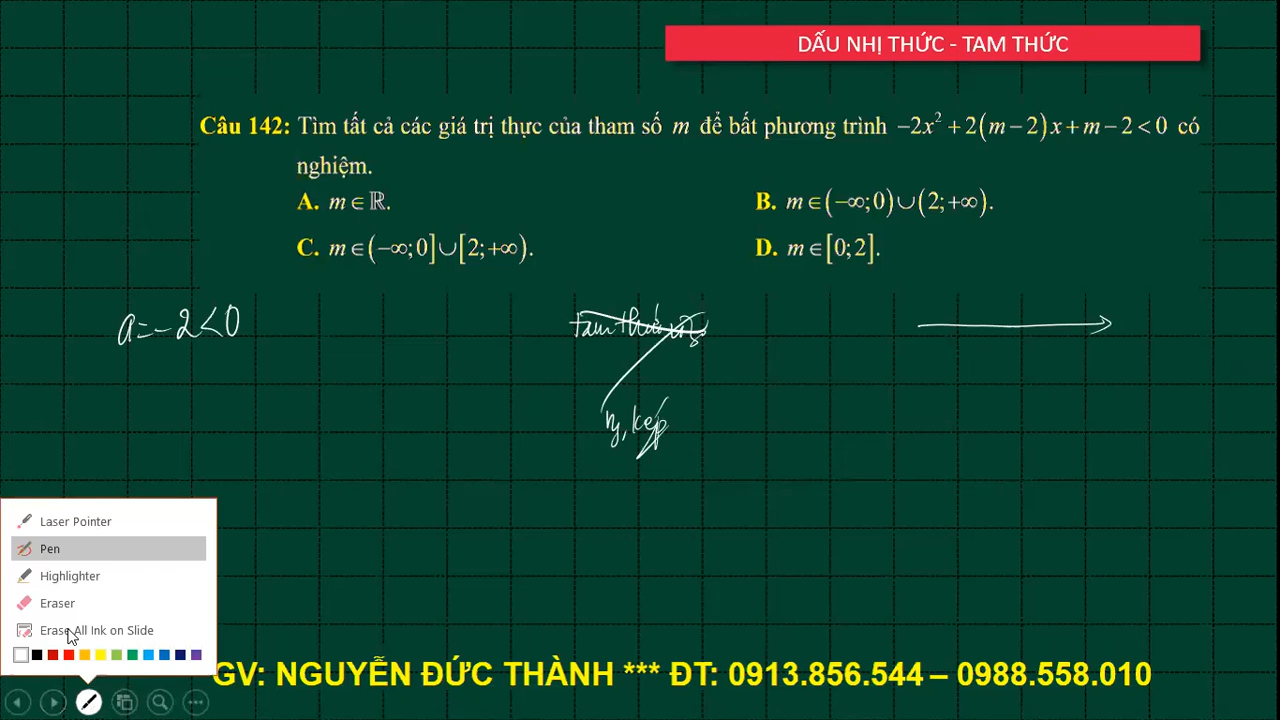 DẤU NHỊ THỨC - TAM THỨC
Câu 142: Tìm tất cả các giá trị thực của tham số m để bất phương trình −2x² + 2(m − 2)x + m − 2 < 0 có
nghiệm.
A. m ∈ ℝ. B. m ∈ (−∞;0) ∪ (2;+∞).
C. m ∈ (−∞;0] ∪ [2;+∞). D. m ∈ [0;2].
a = −2 < 0
tam thức
kép
Laser Pointer
Pen
Highlighter
Eraser
Erase All Ink on Slide
GV: NGUYỄN ĐỨC THÀNH *** ĐT: 0913.856.544 – 0988.558.010